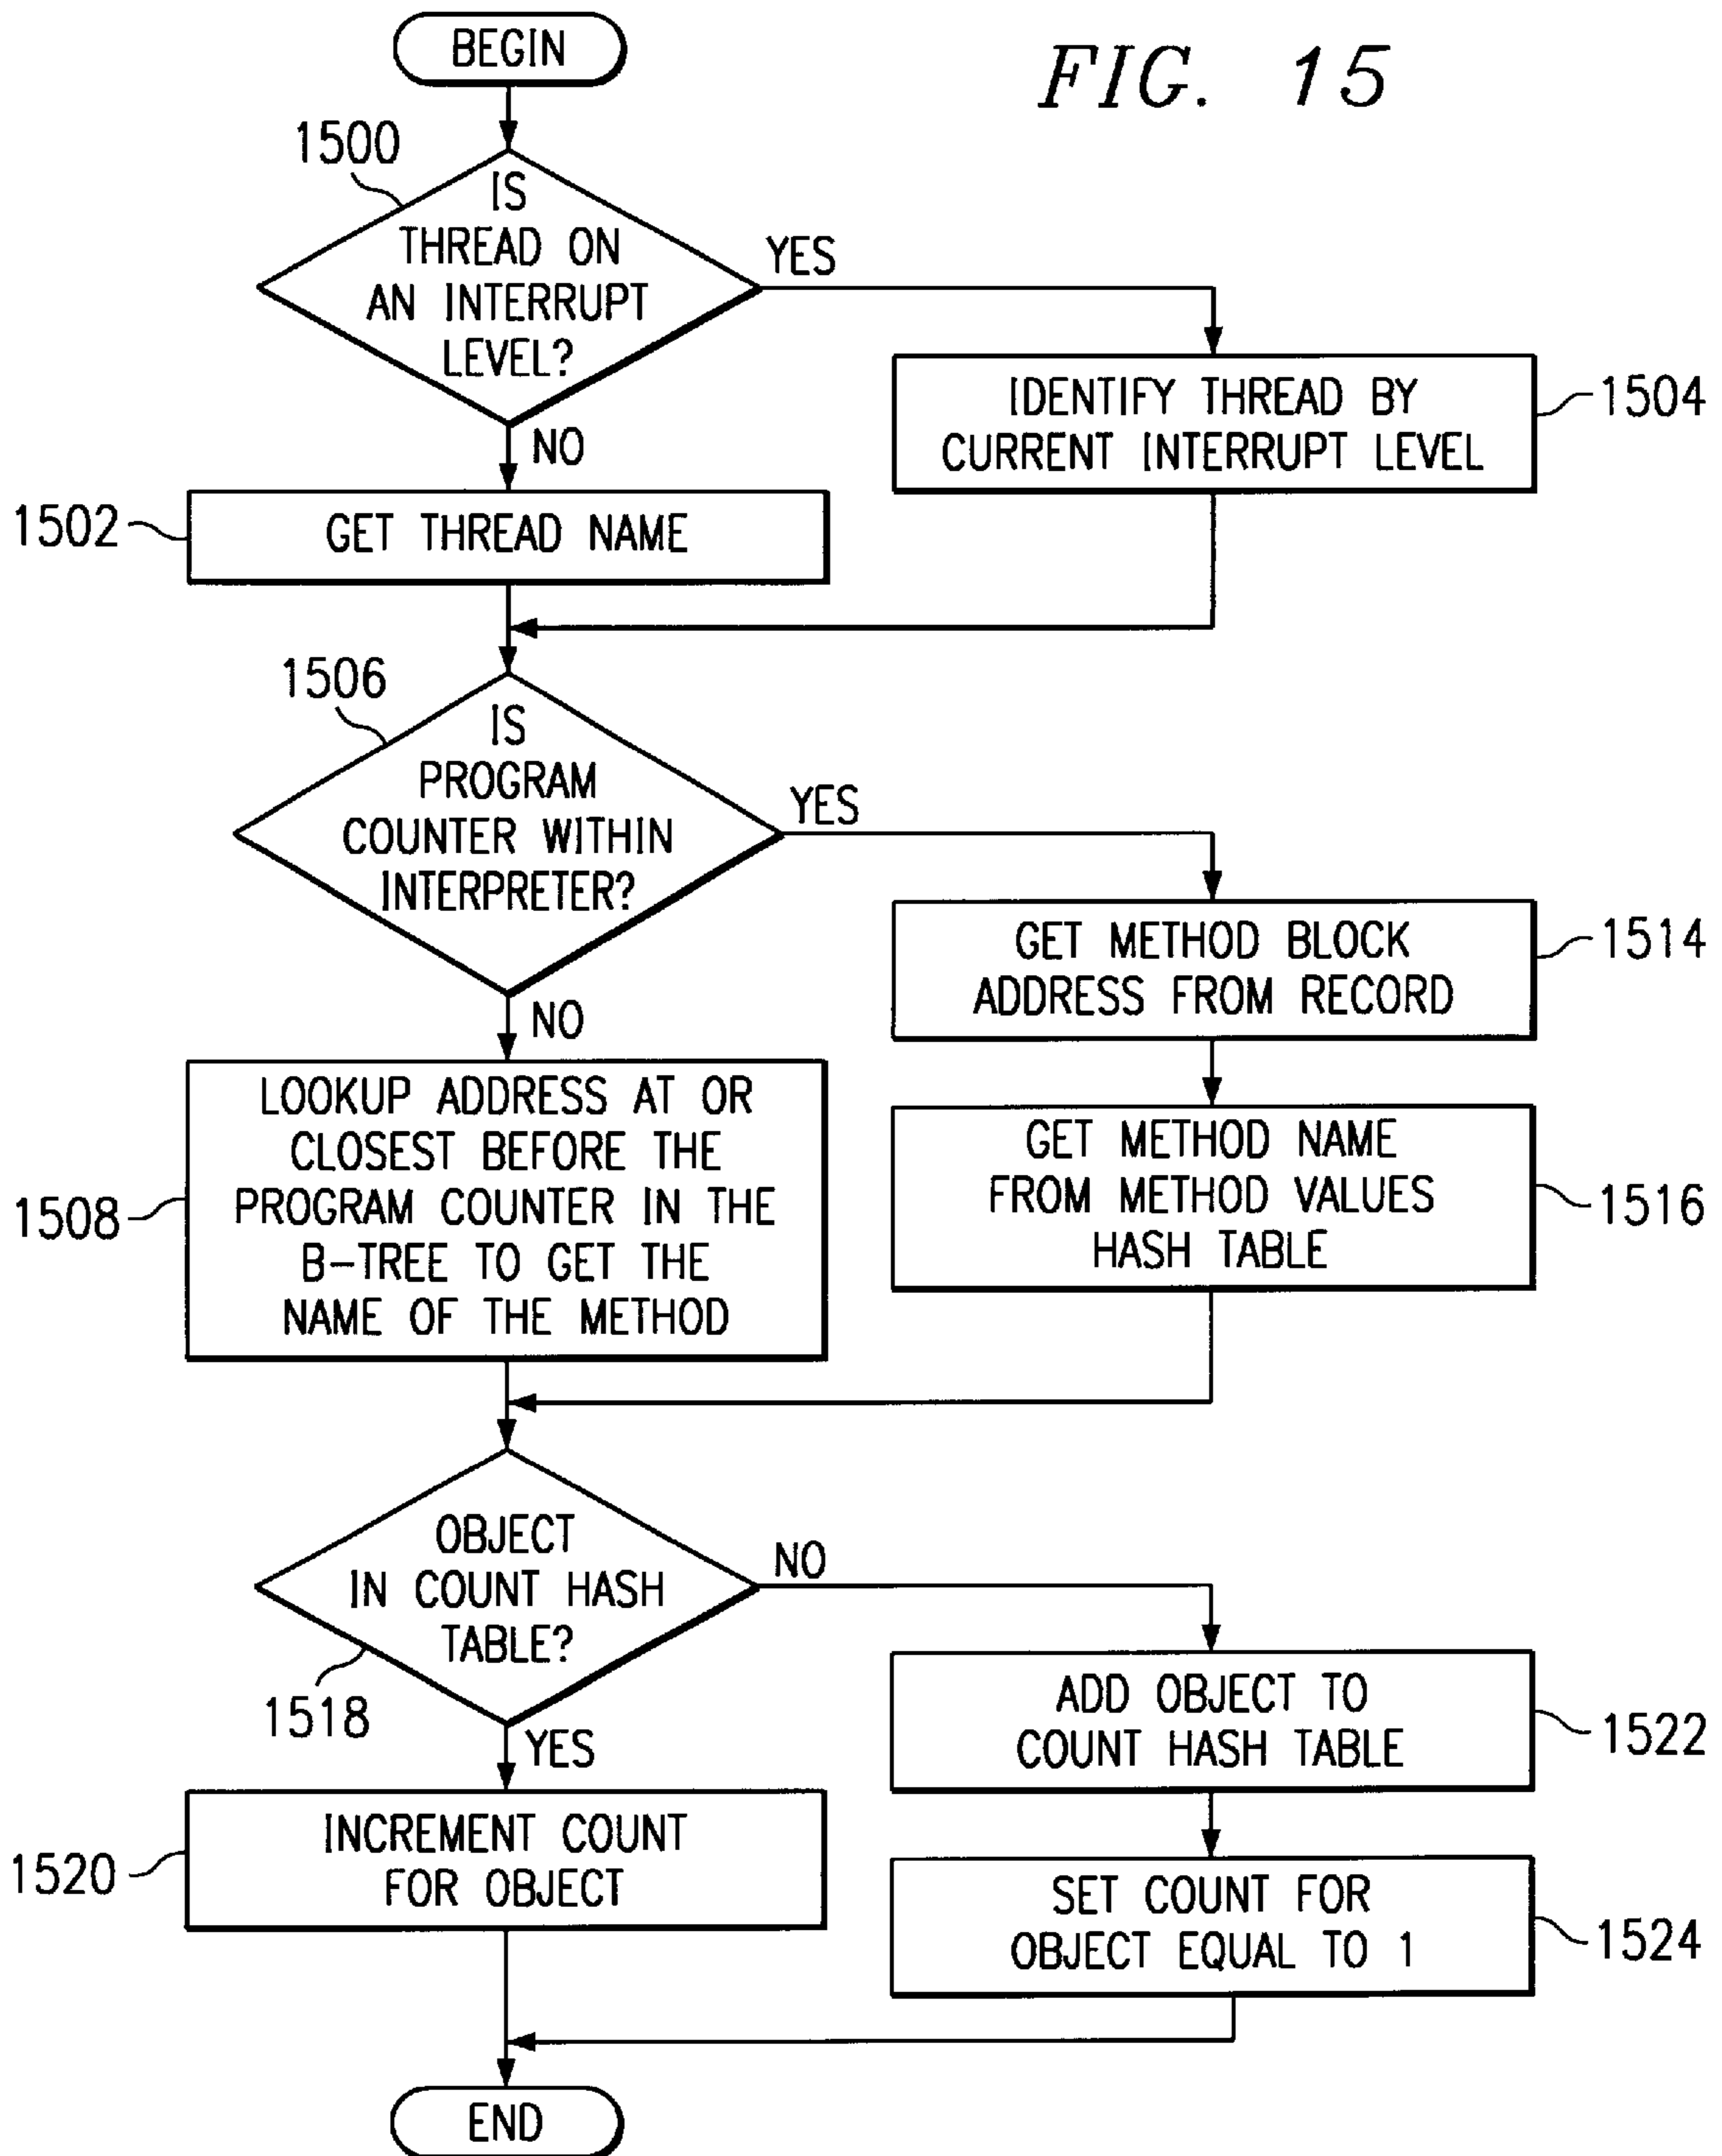 BEGIN
FIG. 15
1500
IS
THREAD ON
AN INTERRUPT
LEVEL?
YES
NO
IDENTIFY THREAD BY
CURRENT INTERRUPT LEVEL
1504
1502
GET THREAD NAME
1506
IS
PROGRAM
COUNTER WITHIN
INTERPRETER?
YES
NO
GET METHOD BLOCK
ADDRESS FROM RECORD
1514
1508
LOOKUP ADDRESS AT OR
CLOSEST BEFORE THE
PROGRAM COUNTER IN THE
B-TREE TO GET THE
NAME OF THE METHOD
GET METHOD NAME
FROM METHOD VALUES
HASH TABLE
1516
OBJECT
IN COUNT HASH
TABLE?
NO
1518
YES
ADD OBJECT TO
COUNT HASH TABLE
1522
1520
INCREMENT COUNT
FOR OBJECT
SET COUNT FOR
OBJECT EQUAL TO 1
1524
END